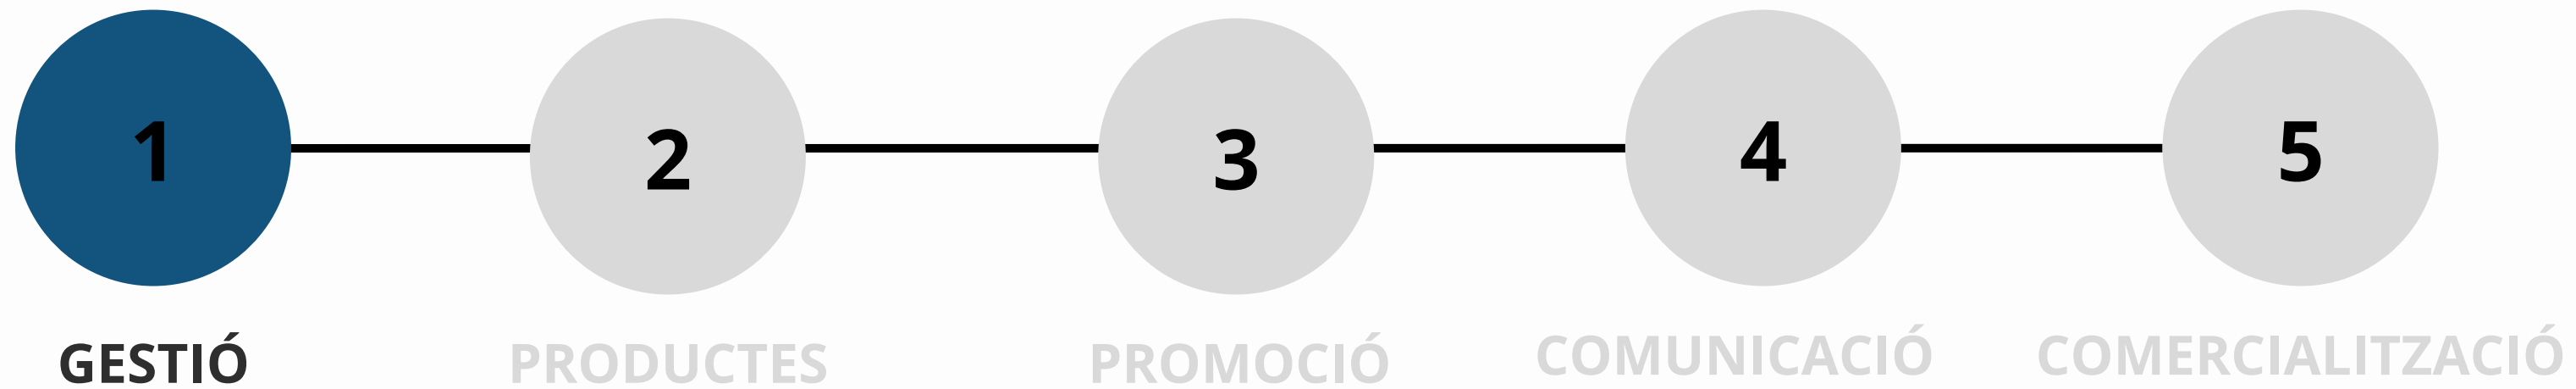 1
2
3
4
5
GESTIÓ
PRODUCTES
PROMOCIÓ
COMUNICACIÓ
COMERCIALITZACIÓ